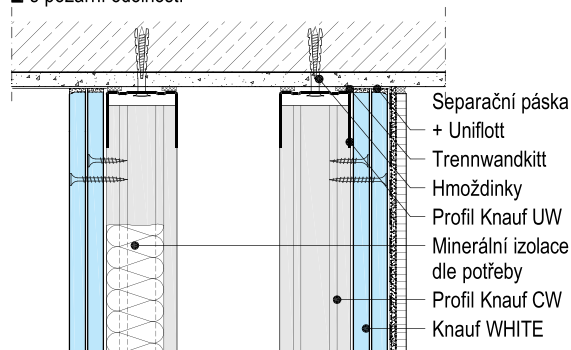 s požární odolností
Separační páska
+ Uniflott
Trennwandkitt
Hmoždinky
Profil Knauf UW
Minerální izolace
dle potřeby
Profil Knauf CW
Knauf WHITE